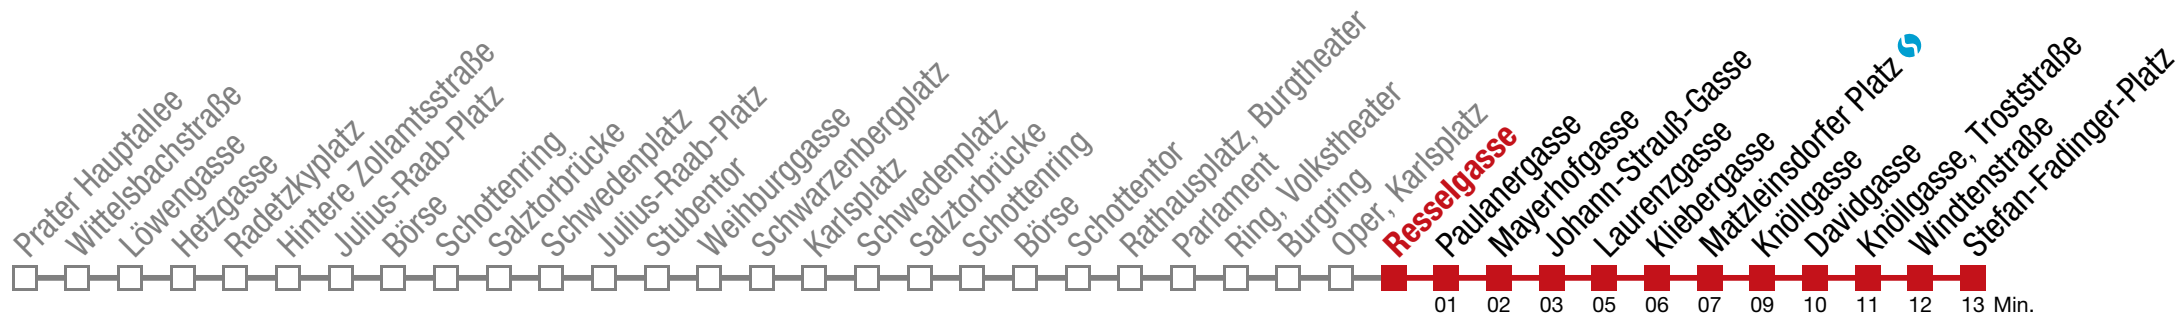 Prater Hauptallee
Wittelsbachstraße
Löwengasse
Hetzgasse
Radetzkyplatz
Hintere Zollamtsstraße
Julius-Raab-Platz
Börse
Schottenring
Salztorbrücke
Schwedenplatz
Julius-Raab-Platz
Stubentor
Weihburggasse
Schwarzenbergplatz
Karlsplatz
Schwedenplatz
Salztorbrücke
Schottenring
Börse
Schottentor
Rathausplatz, Burgtheater
Parlament
Ring, Volkstheater
Burgring
Oper, Karlsplatz
Resselgasse
Paulanergasse
Mayerhofgasse
Johann-Strauß-Gasse
Laurenzgasse
Kliebergasse
Matzleinsdorfer Platz
Knöllgasse
Davidgasse
Knöllgasse, Troststraße
Windtenstraße
Stefan-Fadinger-Platz
01 02 03 05 06 07 09 10 11 12 13 Min.